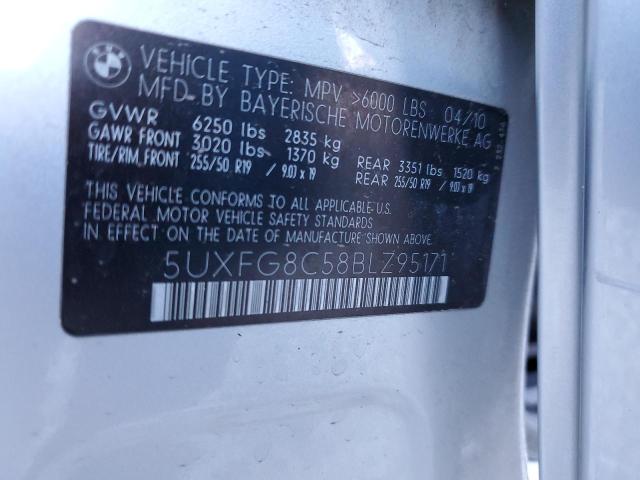 BMW
VEHICLE TYPE: MPV >6000 LBS 04/10
MFD BY BAYERISCHE MOTORENWERKE AG
GVWR 6250 lbs 2835 kg
GAWR FRONT 3020 lbs 1370 kg REAR 3351 lbs 1520 kg
TIRE/RIM FRONT 255/50 R19 / 9.0J x 19 REAR 255/50 R19 / 9.0J x 19
THIS VEHICLE CONFORMS TO ALL APPLICABLE U.S.
FEDERAL MOTOR VEHICLE SAFETY STANDARDS
IN EFFECT ON THE DATE OF MANUFACTURE SHOWN ABOVE.
5UXFG8C58BLZ95171